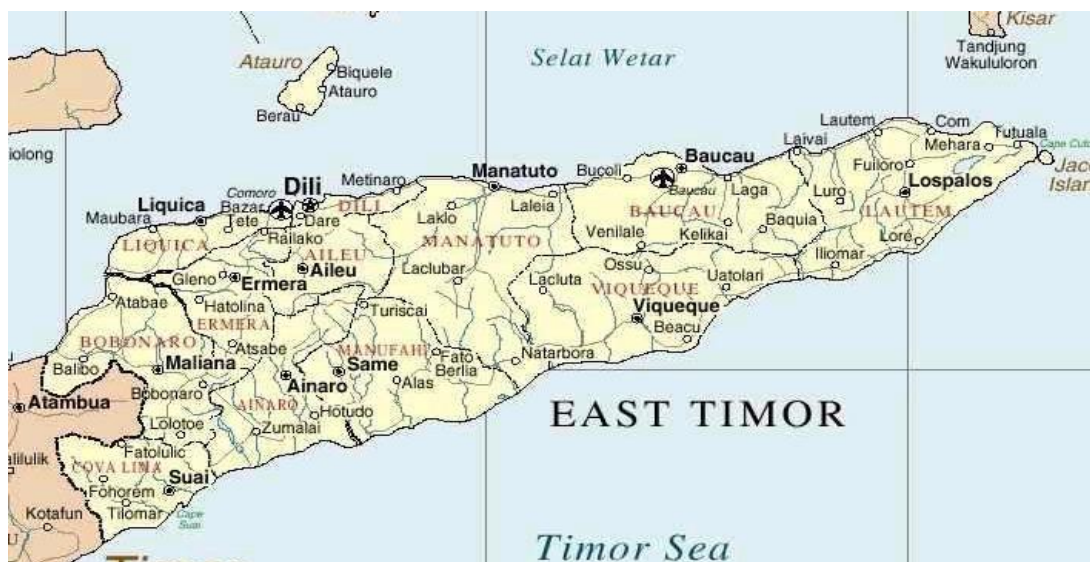 Kisar
Tandjung
Wakululoron
Selat Wetar
Atauro
Biquele
Atauro
Berau
iolong
Lautem
Com
Tutuala
Mehara
Laivai
Fuiloro
Lospalos
Luro
LAUTEM
Lore
Iliomar
Baucau
Bucoli
Baucau
Laga
BAUCAU
Baquia
Venilale
Kelikai
Manatuto
Laleia
Laklo
MANATUTO
Laclubar
Metinaro
Dili
DILI
Comoro
Bazar
Tete
Dare
Railako
Liquica
Maubara
LIQUICA
AILEU
Aileu
Gleno
Ermera
Hatolina
ERMERA
Atsabe
Turiscai
Ossu
Uatolari
Lacluta
VIQUEQUE
Viqueque
Beacu
Natarbora
Atabae
BOBONARO
Balibo
Maliana
Bobonaro
Lolotoe
MANUFAHI
Same
Fato
Berlia
Alas
Ainaro
AINARO
Hotudo
Zumalai
Atambua
Fatolulic
COVA LIMA
Suai
Fohorem
Tilomar
Cape
Suai
alilulik
Kotafun
U
EAST TIMOR
Timor Sea